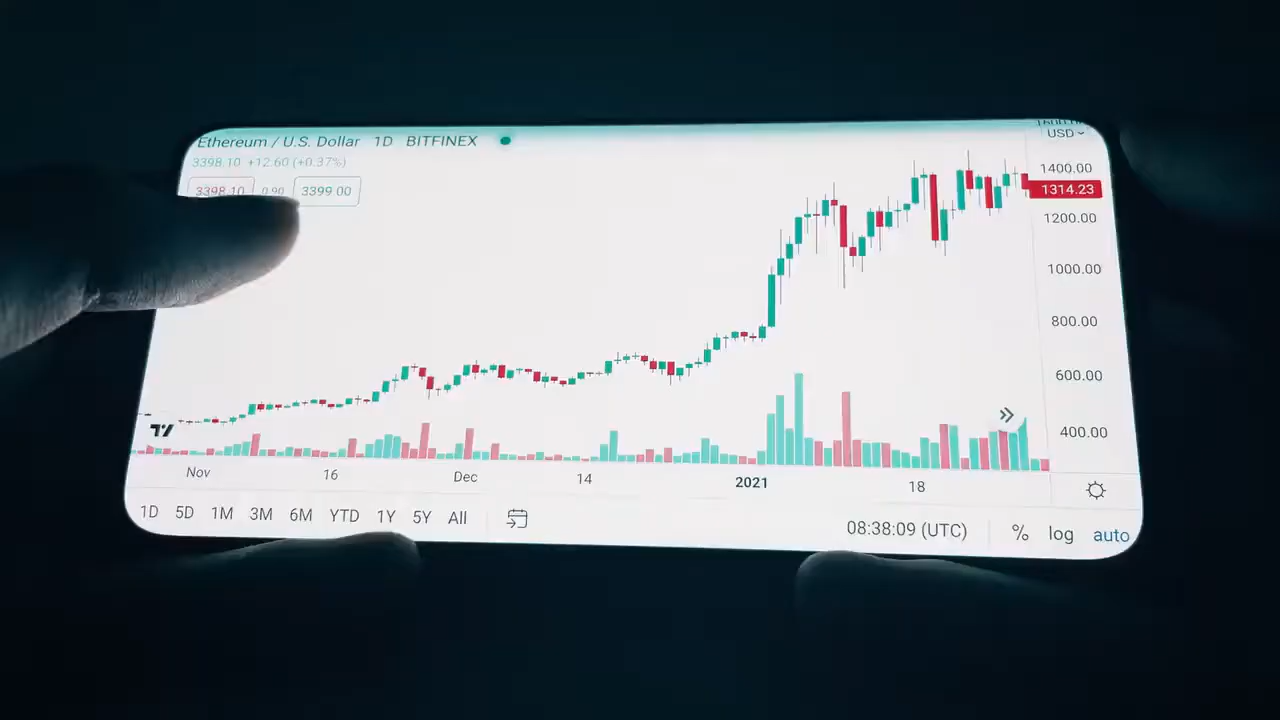 Ethereum / U.S. Dollar 1D BITFINEX
3398.10 +12.60 (+0.37%)
3398.10 0.90 3399.00
USD
1400.00
1314.23
1200.00
1000.00
800.00
600.00
400.00
Nov 16 Dec 14 2021 18
1D 5D 1M 3M 6M YTD 1Y 5Y All
08:38:09 (UTC) % log auto